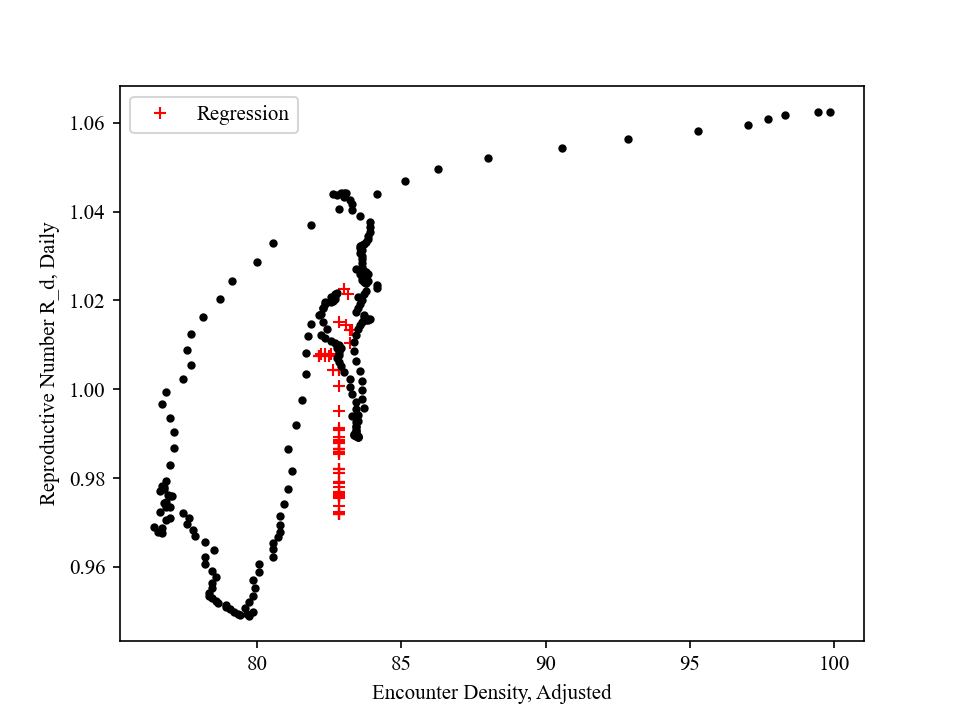 Regression
1.06
1.04
1.02
1.00
0.98
0.96
Reproductive Number R_d, Daily
80 85 90 95 100
Encounter Density, Adjusted